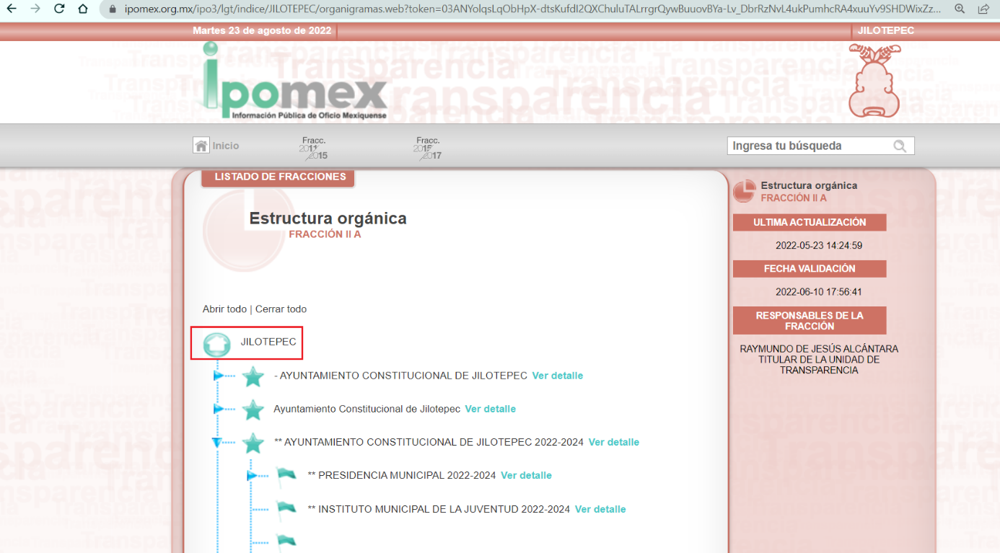 ipomex.org.mx/ipo3/lgt/indice/JILOTEPEC/organigramas.web?token=03ANYolqsLqObHpX-dtsKufdI2QXChuluTALrrgrQywBuuovBYa-Lv_DbrRzNvL4ukPumhcRA4xuuYv9SHDWixZz...
Martes 23 de agosto de 2022
JILOTEPEC
Transparencia
ipomex
Información Pública de Oficio Mexiquense
Inicio
Fracc.
2015
Fracc.
2017
Ingresa tu búsqueda
LISTADO DE FRACCIONES
Estructura orgánica
FRACCIÓN II A
Abrir todo | Cerrar todo
JILOTEPEC
- AYUNTAMIENTO CONSTITUCIONAL DE JILOTEPEC Ver detalle
Ayuntamiento Constitucional de Jilotepec Ver detalle
** AYUNTAMIENTO CONSTITUCIONAL DE JILOTEPEC 2022-2024 Ver detalle
** PRESIDENCIA MUNICIPAL 2022-2024 Ver detalle
** INSTITUTO MUNICIPAL DE LA JUVENTUD 2022-2024 Ver detalle
Estructura orgánica
FRACCIÓN II A
ULTIMA ACTUALIZACIÓN
2022-05-23 14:24:59
FECHA VALIDACIÓN
2022-06-10 17:56:41
RESPONSABLES DE LA
FRACCIÓN
RAYMUNDO DE JESÚS ALCÁNTARA
TITULAR DE LA UNIDAD DE
TRANSPARENCIA